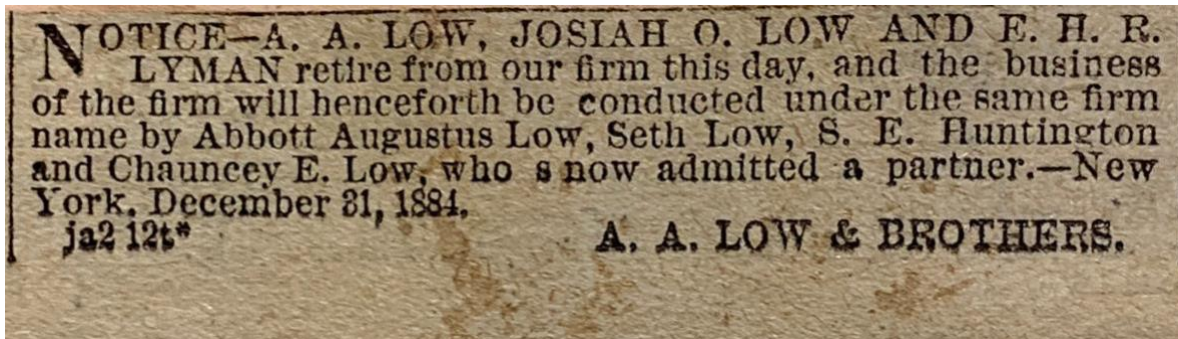 NOTICE—A. A. LOW, JOSIAH O. LOW AND E. H. R.
LYMAN retire from our firm this day, and the business
of the firm will henceforth be conducted under the same firm
name by Abbott Augustus Low, Seth Low, S. E. Huntington
and Chauncey E. Low, who s now admitted a partner.—New
York, December 31, 1884.
ja2 12t*
A. A. LOW & BROTHERS.